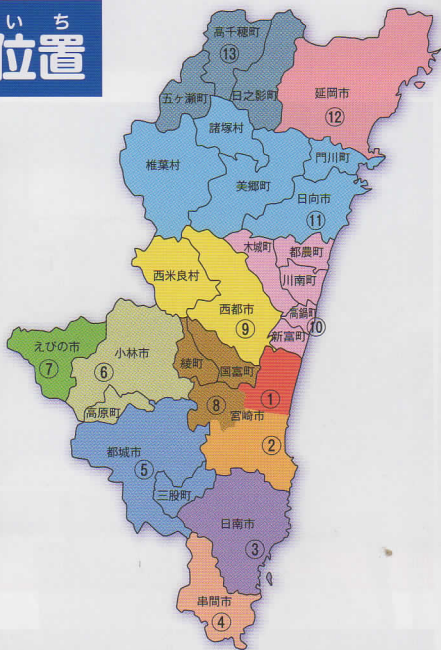 いち
位置
高千穂町
⑬
五ヶ瀬町
日之影町
延岡市
⑫
諸塚村
椎葉村
門川町
美郷町
日向市
⑪
木城町
都農町
川南町
西米良村
西都市
⑨
高鍋町
⑩
新富町
えびの市
⑦
小林市
⑥
綾町
国富町
①
高原町
⑧
宮崎市
②
都城市
⑤
三股町
日南市
③
串間市
④